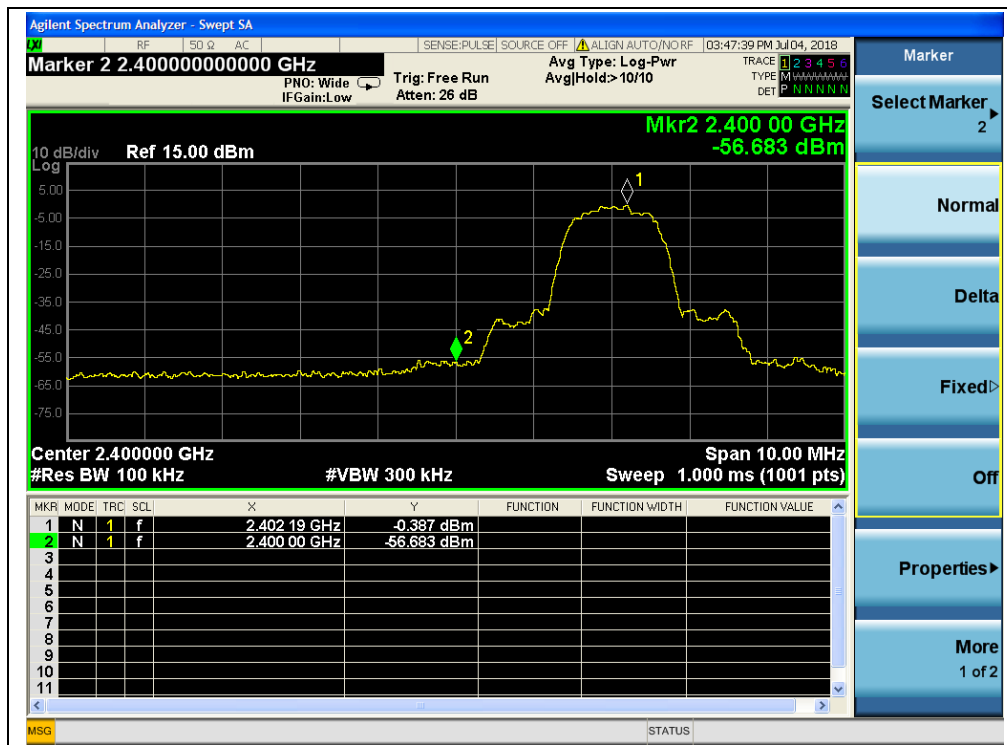 Agilent Spectrum Analyzer - Swept SA
LXI RF 50 Ω AC SENSE:PULSE SOURCE OFF ALIGN AUTO/NO RF 03:47:39 PM Jul 04, 2018
Marker 2 2.400000000000 GHz
PNO: Wide
IFGain:Low
Trig: Free Run
Atten: 26 dB
Avg Type: Log-Pwr
Avg|Hold:>10/10
TRACE 1 2 3 4 5 6
TYPE M WWWWW
DET P N N N N N
Mkr2 2.400 00 GHz
-56.683 dBm
10 dB/div Ref 15.00 dBm
Log
5.00
-5.00
-15.0
-25.0
-35.0
-45.0
-55.0
-65.0
-75.0
1
2
Center 2.400000 GHz Span 10.00 MHz
#Res BW 100 kHz #VBW 300 kHz Sweep 1.000 ms (1001 pts)
MKR MODE TRC SCL X Y FUNCTION FUNCTION WIDTH FUNCTION VALUE
1 N 1 f 2.402 19 GHz -0.387 dBm
2 N 1 f 2.400 00 GHz -56.683 dBm
3
4
5
6
7
8
9
10
11
MSG STATUS
Marker
Select Marker
2
Normal
Delta
Fixed
Off
Properties
More
1 of 2